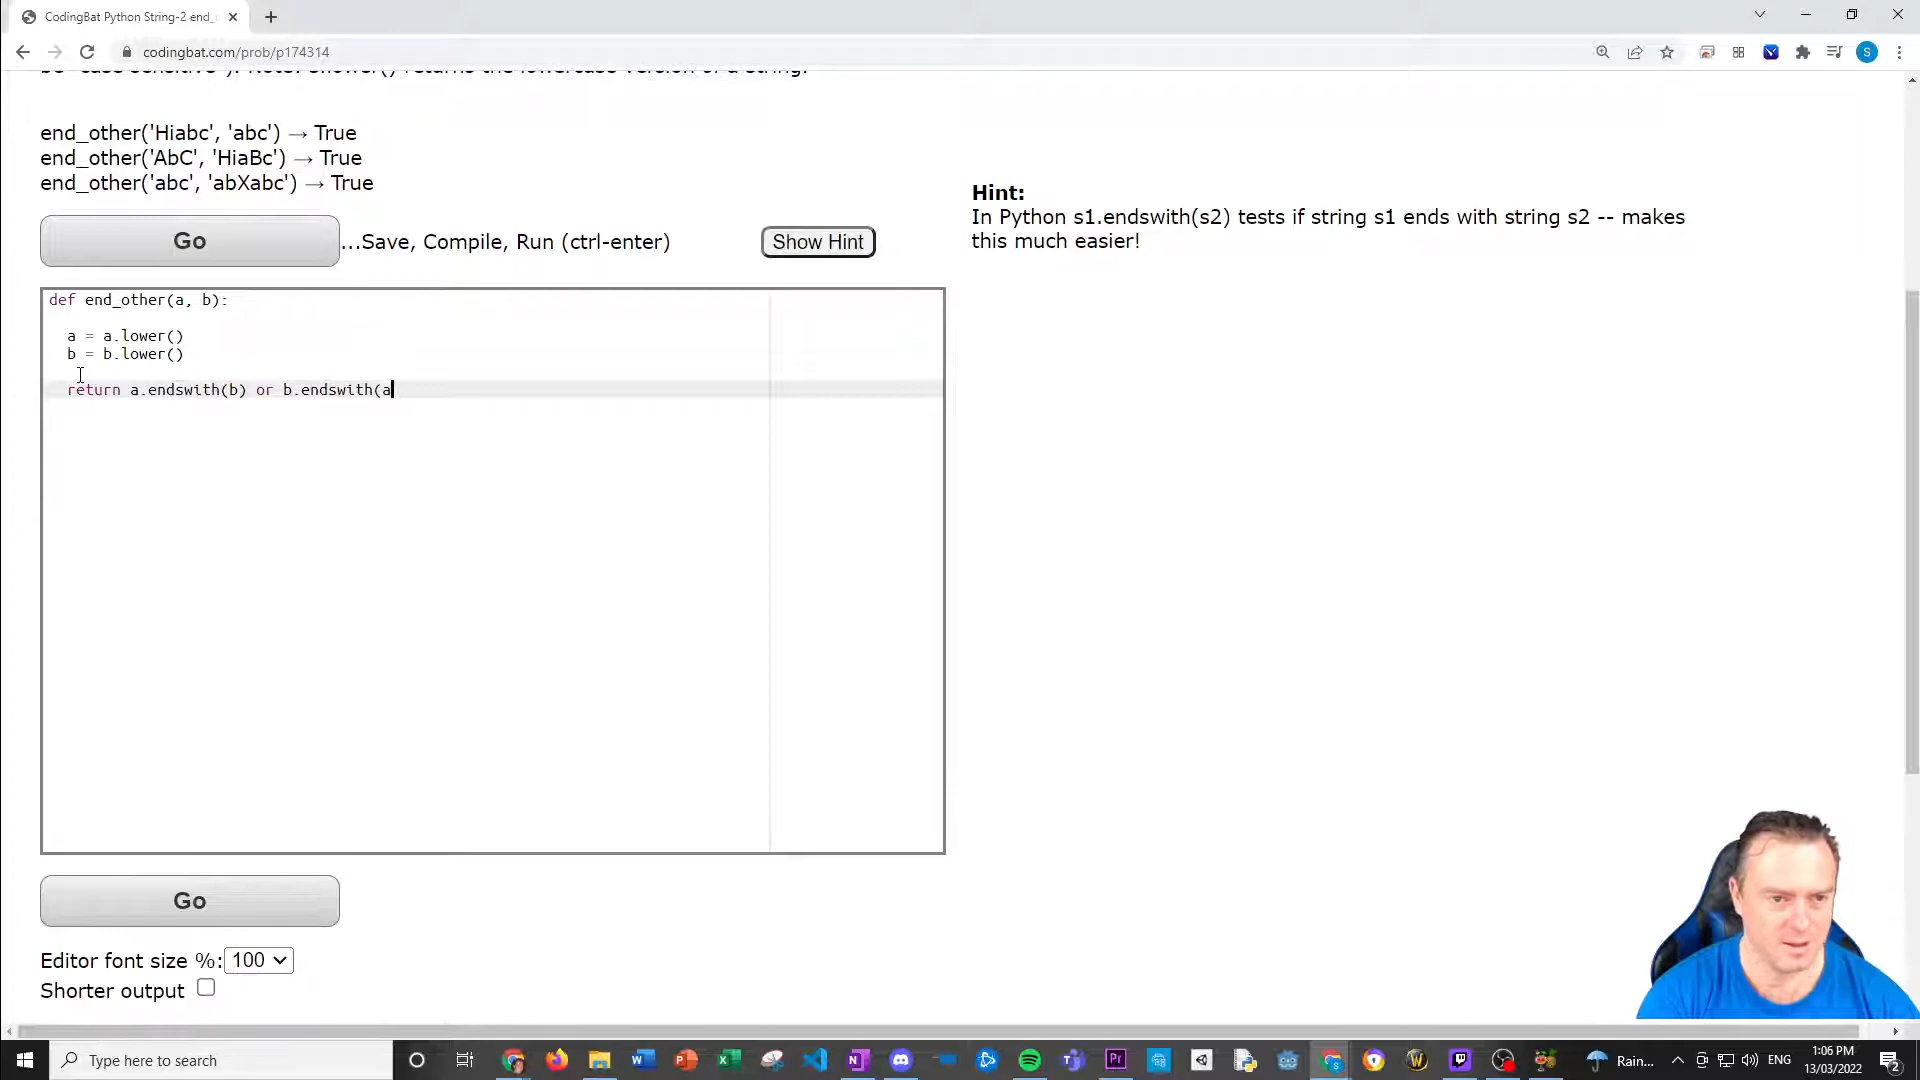 CodingBat Python String-2 end_
codingbat.com/prob/p174314
S
end_other('Hiabc', 'abc') → True
end_other('AbC', 'HiaBc') → True
end_other('abc', 'abXabc') → True
Hint:
In Python s1.endswith(s2) tests if string s1 ends with string s2 -- makes
this much easier!
Go
...Save, Compile, Run (ctrl-enter)
Show Hint
def end_other(a, b):
a = a.lower()
b = b.lower()
return a.endswith(b) or b.endswith(a
Go
Editor font size %: 100
Shorter output
Type here to search
Rain...
ENG
1:06 PM
13/03/2022
2